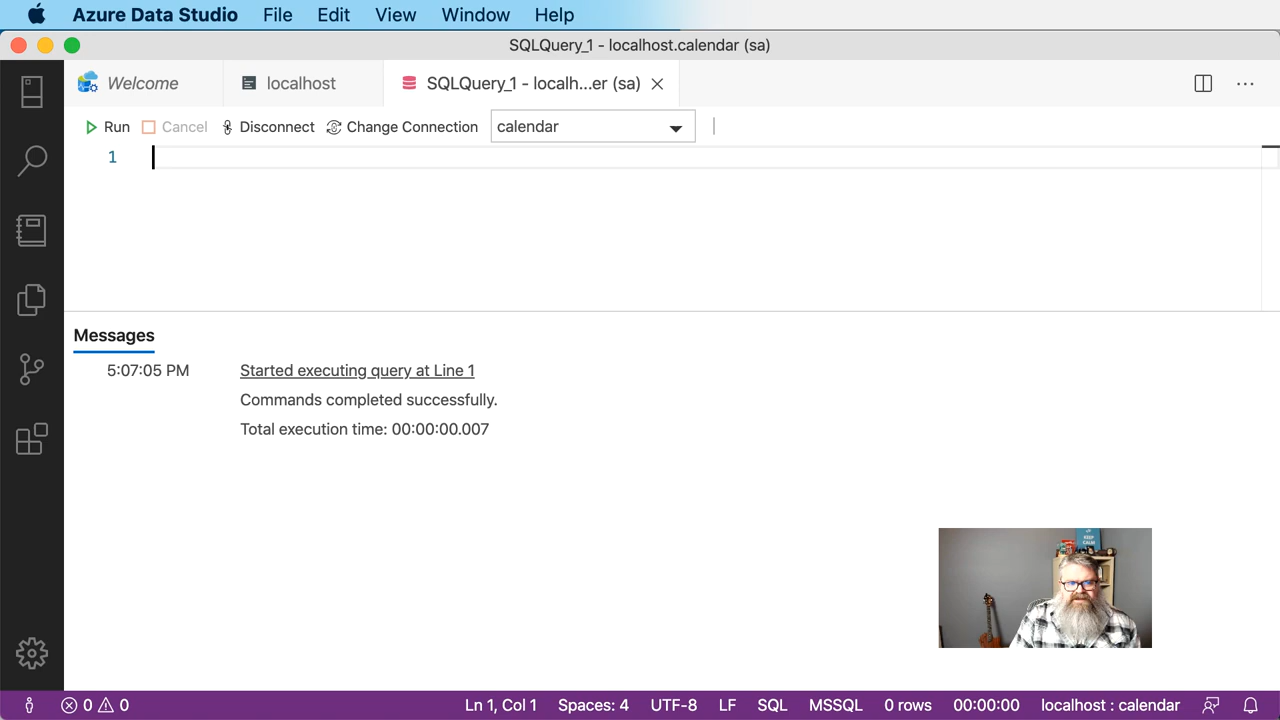 Azure Data Studio File Edit View Window Help
SQLQuery_1 - localhost.calendar (sa)
Welcome localhost SQLQuery_1 - localh...er (sa)
Run Cancel Disconnect Change Connection calendar
1
Messages
5:07:05 PM Started executing query at Line 1
Commands completed successfully.
Total execution time: 00:00:00.007
KEEP
CALM
0 0 Ln 1, Col 1 Spaces: 4 UTF-8 LF SQL MSSQL 0 rows 00:00:00 localhost : calendar